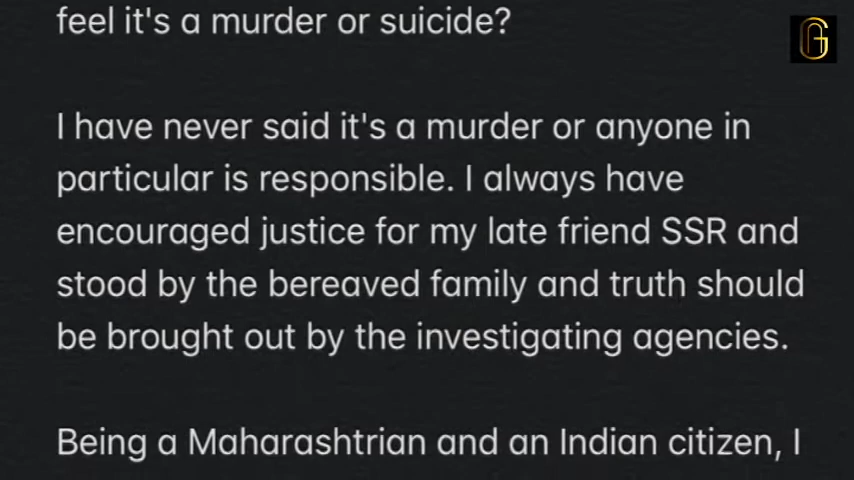 feel it's a murder or suicide?
I have never said it's a murder or anyone in
particular is responsible. I always have
encouraged justice for my late friend SSR and
stood by the bereaved family and truth should
be brought out by the investigating agencies.
Being a Maharashtrian and an Indian citizen, I